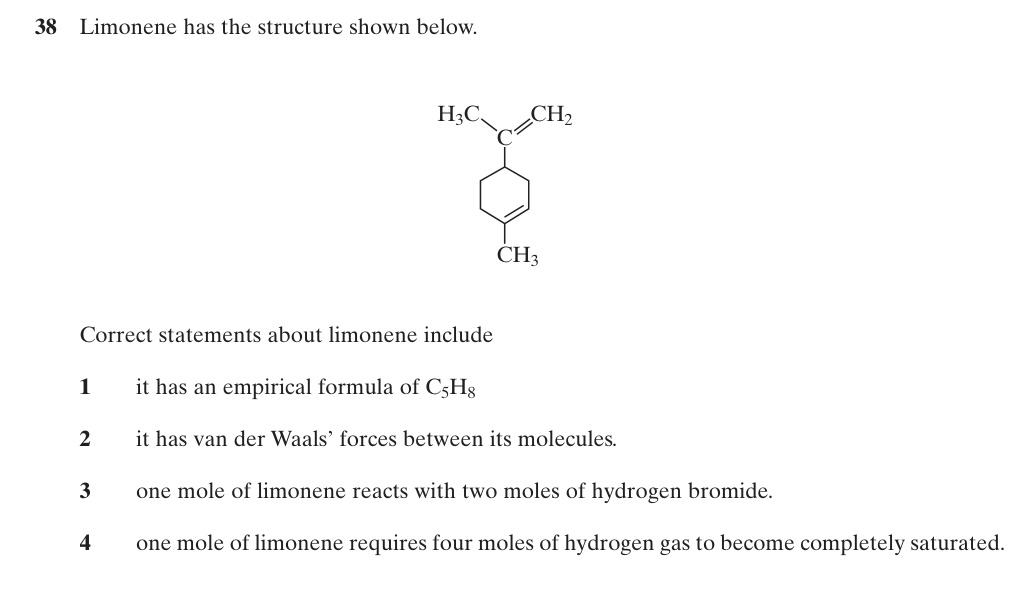 38 Limonene has the structure shown below.
H₃C CH₂
C
CH₃
Correct statements about limonene include
1 it has an empirical formula of C₅H₈
2 it has van der Waals’ forces between its molecules.
3 one mole of limonene reacts with two moles of hydrogen bromide.
4 one mole of limonene requires four moles of hydrogen gas to become completely saturated.